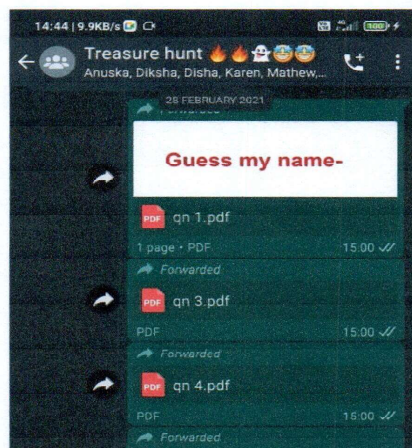 14:44 | 9.9KB/s
Treasure hunt 🔥🔥👻🤩🤩
Anuska, Diksha, Disha, Karen, Mathew,...
28 FEBRUARY 2021
Forwarded
Guess my name-
PDF qn 1.pdf
1 page • PDF 15:00
Forwarded
PDF qn 3.pdf
PDF 15:00
Forwarded
PDF qn 4.pdf
PDF 15:00
Forwarded